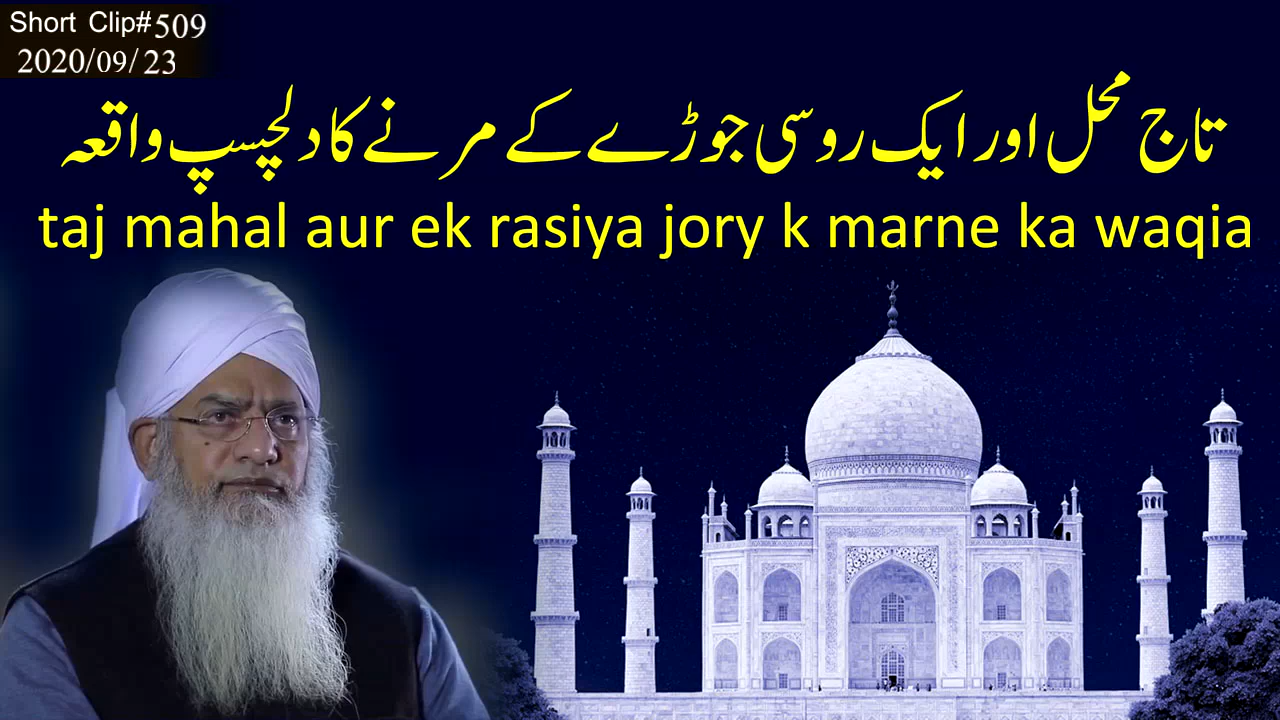 Short Clip#509
2020/09/23
تاج محل اور ایک روسی جوڑے کے مرنے کا دلچسپ واقعہ
taj mahal aur ek rasiya jory k marne ka waqia